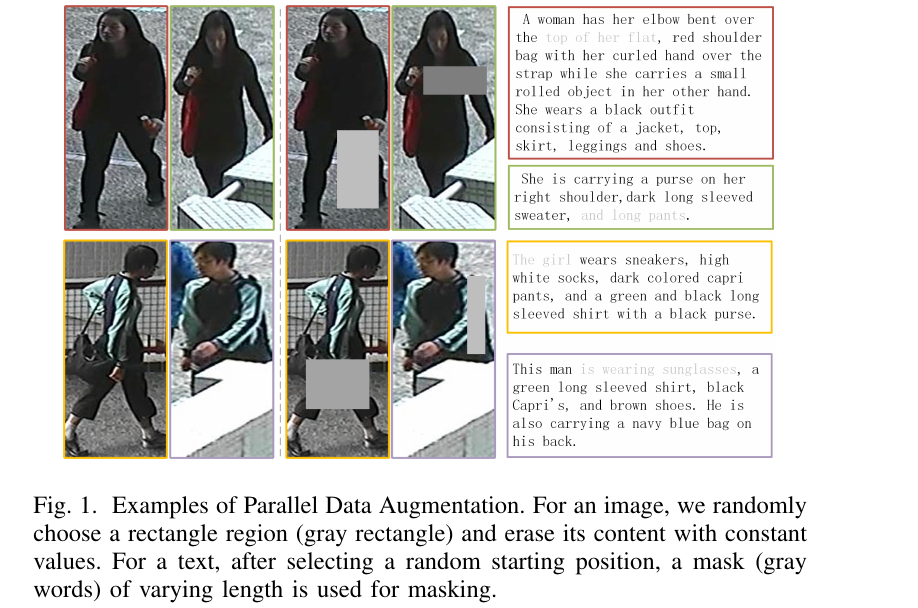 A woman has her elbow bent over
the top of her flat, red shoulder
bag with her curled hand over the
strap while she carries a small
rolled object in her other hand.
She wears a black outfit
consisting of a jacket, top,
skirt, leggings and shoes.
She is carrying a purse on her
right shoulder,dark long sleeved
sweater, and long pants.
The girl wears sneakers, high
white socks, dark colored capri
pants, and a green and black long
sleeved shirt with a black purse.
This man is wearing sunglasses, a
green long sleeved shirt, black
Capri's, and brown shoes. He is
also carrying a navy blue bag on
his back.
Fig. 1. Examples of Parallel Data Augmentation. For an image, we randomly
choose a rectangle region (gray rectangle) and erase its content with constant
values. For a text, after selecting a random starting position, a mask (gray
words) of varying length is used for masking.